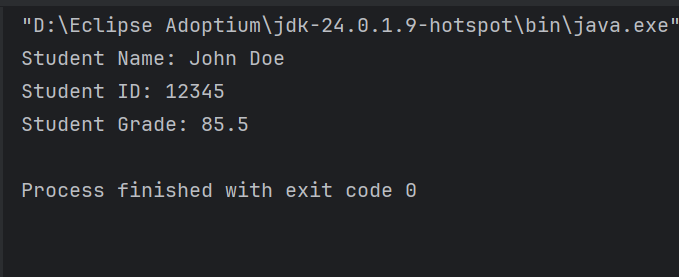 "D:\Eclipse Adoptium\jdk-24.0.1.9-hotspot\bin\java.exe"
Student Name: John Doe
Student ID: 12345
Student Grade: 85.5
Process finished with exit code 0